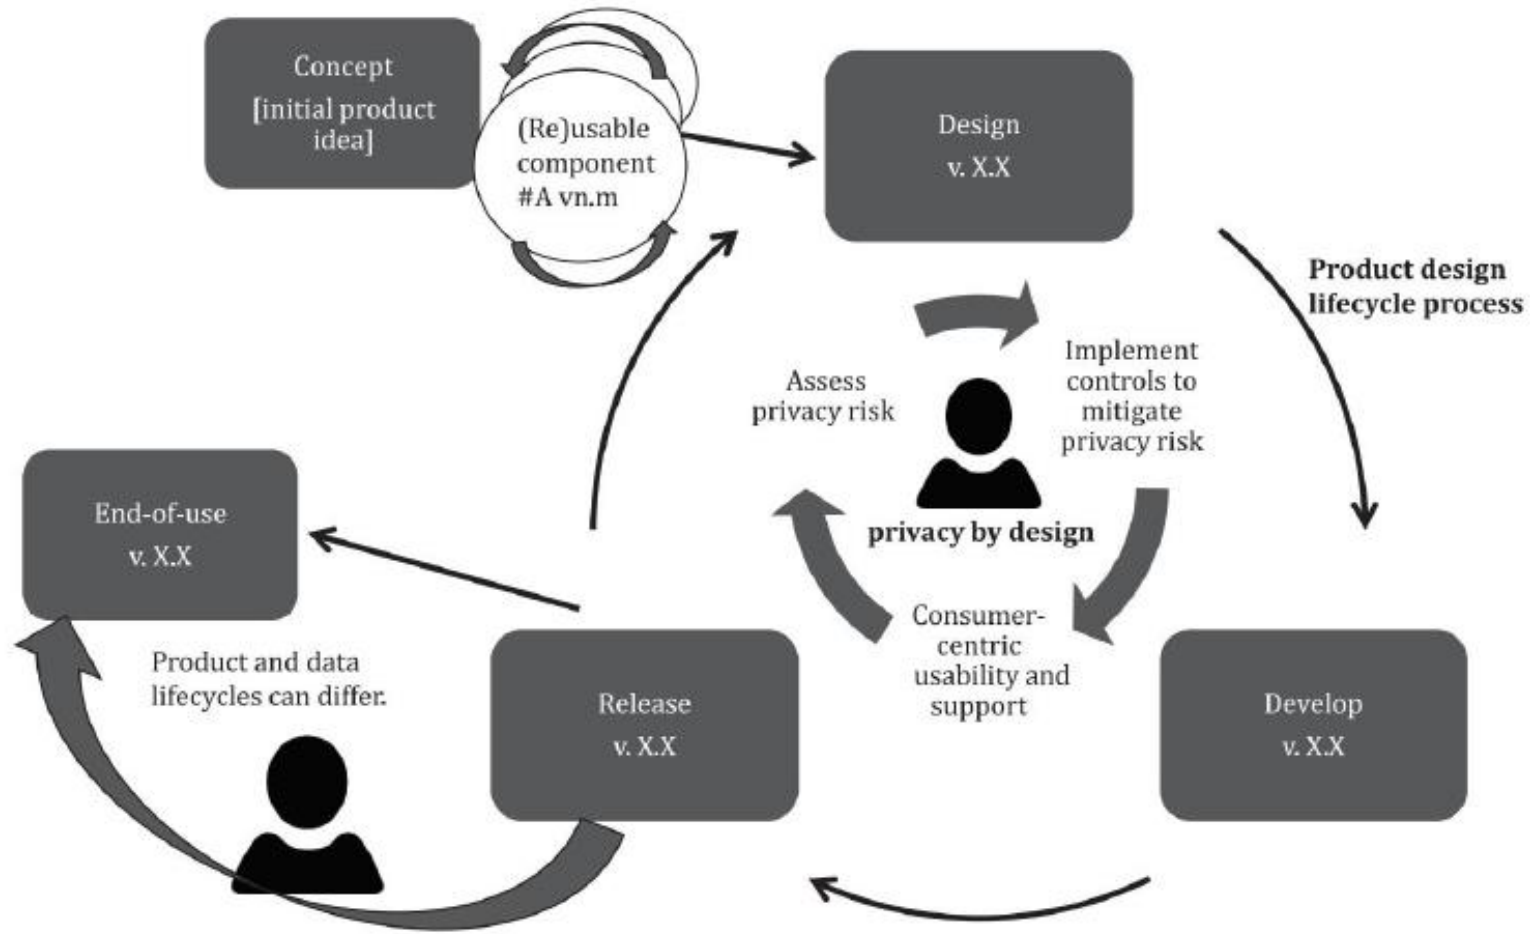 Concept
[initial product
idea]
(Re)usable
component
#A vn.m
Design
v. X.X
Product design
lifecycle process
Assess
privacy risk
Implement
controls to
mitigate
privacy risk
privacy by design
Consumer-
centric
usability and
support
End-of-use
v. X.X
Product and data
lifecycles can differ.
Release
v. X.X
Develop
v. X.X